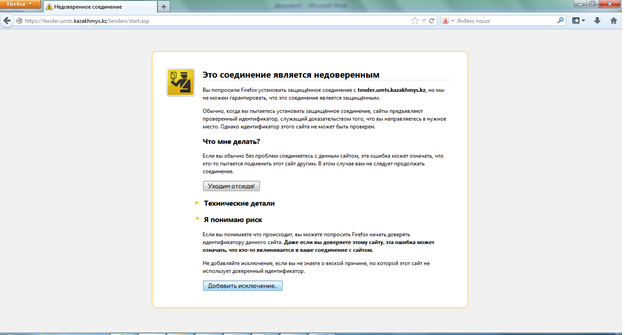 Firefox
Недоверенное соединение
https://tender.umts.kazakhmys.kz/tenders/start.asp
Яндекс поиск
Это соединение является недоверенным
Вы попросили Firefox установить защищённое соединение с tender.umts.kazakhmys.kz, но мы
не можем гарантировать, что это соединение является защищённым.
Обычно, когда вы пытаетесь установить защищённое соединение, сайты предъявляют
проверенный идентификатор, служащий доказательством того, что вы направляетесь в нужное
место. Однако идентификатор этого сайта не может быть проверен.
Что мне делать?
Если вы обычно без проблем соединяетесь с данным сайтом, эта ошибка может означать, что
кто-то пытается подменить этот сайт другим. В этом случае вам не следует продолжать
соединение.
Уходим отсюда!
Технические детали
Я понимаю риск
Если вы понимаете что происходит, вы можете попросить Firefox начать доверять
идентификатору данного сайта. Даже если вы доверяете этому сайту, эта ошибка может
означать, что кто-то вклинивается в ваше соединение с сайтом.
Не добавляйте исключение, если вы не знаете о веской причине, по которой этот сайт не
использует доверенный идентификатор.
Добавить исключение...